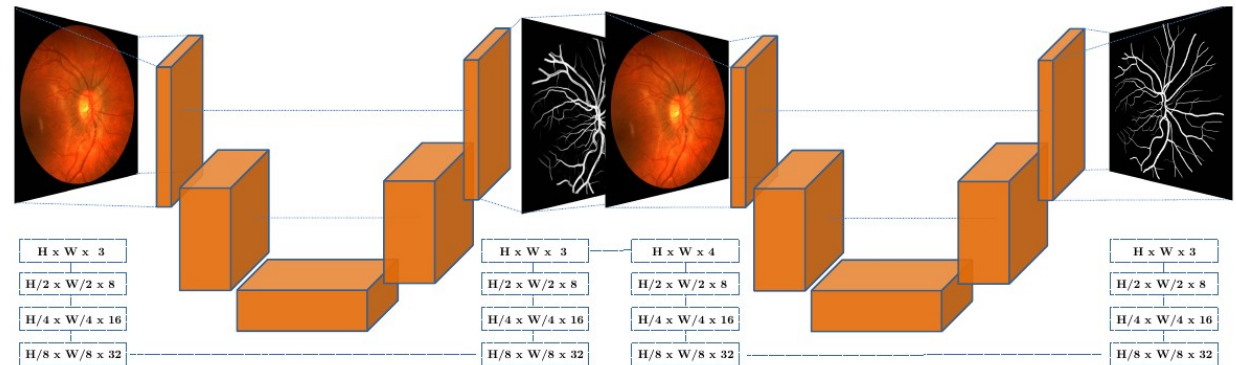 H x W x 3
H/2 x W/2 x 8
H/4 x W/4 x 16
H/8 x W/8 x 32
H x W x 3
H/2 x W/2 x 8
H/4 x W/4 x 16
H/8 x W/8 x 32
H x W x 4
H/2 x W/2 x 8
H/4 x W/4 x 16
H/8 x W/8 x 32
H x W x 3
H/2 x W/2 x 8
H/4 x W/4 x 16
H/8 x W/8 x 32